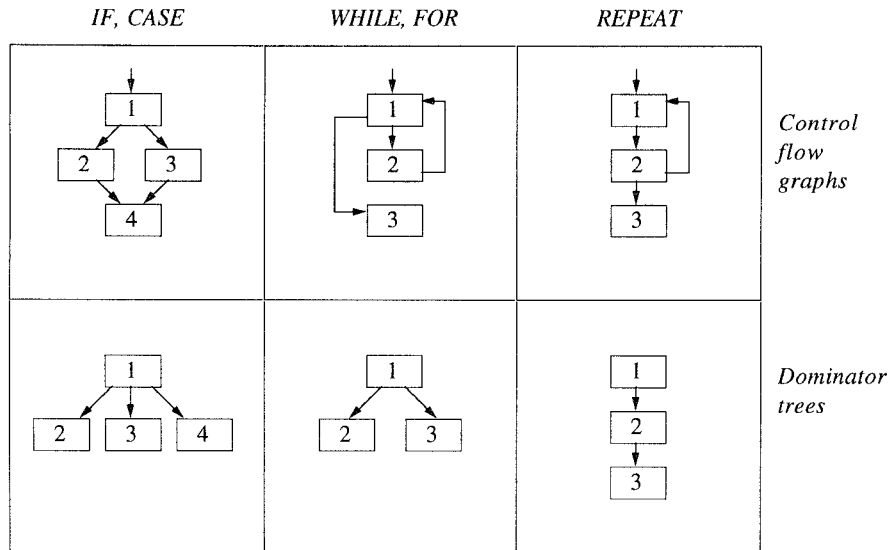 IF, CASE
WHILE, FOR
REPEAT
1
2 3
4
1
2
3
1
2
3
Control
flow
graphs
1
2 3 4
1
2 3
1
2
3
Dominator
trees